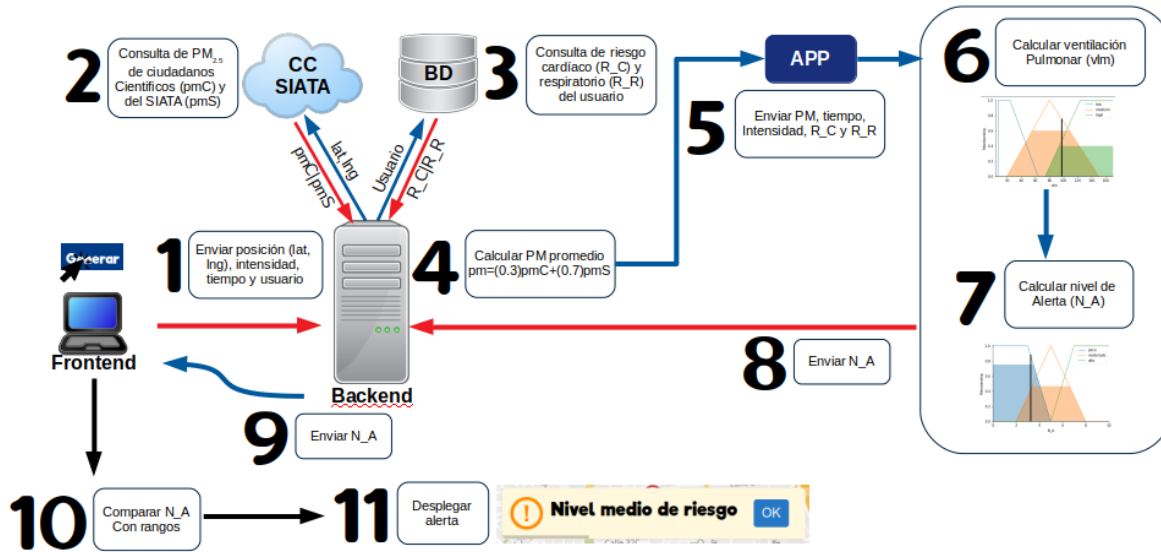 2
Consulta de PM2.5
de ciudadanos
Científicos (pmC) y
del SIATA (pmS)
CC
SIATA
BD
3
Consulta de riesgo
cardíaco (R_C) y
respiratorio (R_R)
del usuario
APP
5
Enviar PM, tiempo,
Intensidad, R_C y R_R
6
Calcular ventilación
Pulmonar (vlm)
lat,lng
pmC|pmS
Usuario
R_C|R_R
Generar
1
Enviar posición (lat,
lng), intensidad,
tiempo y usuario
4
Calcular PM promedio
pm=(0.3)pmC+(0.7)pmS
7
Calcular nivel de
Alerta (N_A)
Frontend
Backend
8
Enviar N_A
9
Enviar N_A
10
Comparar N_A
Con rangos
11
Desplegar
alerta
Nivel medio de riesgo
OK